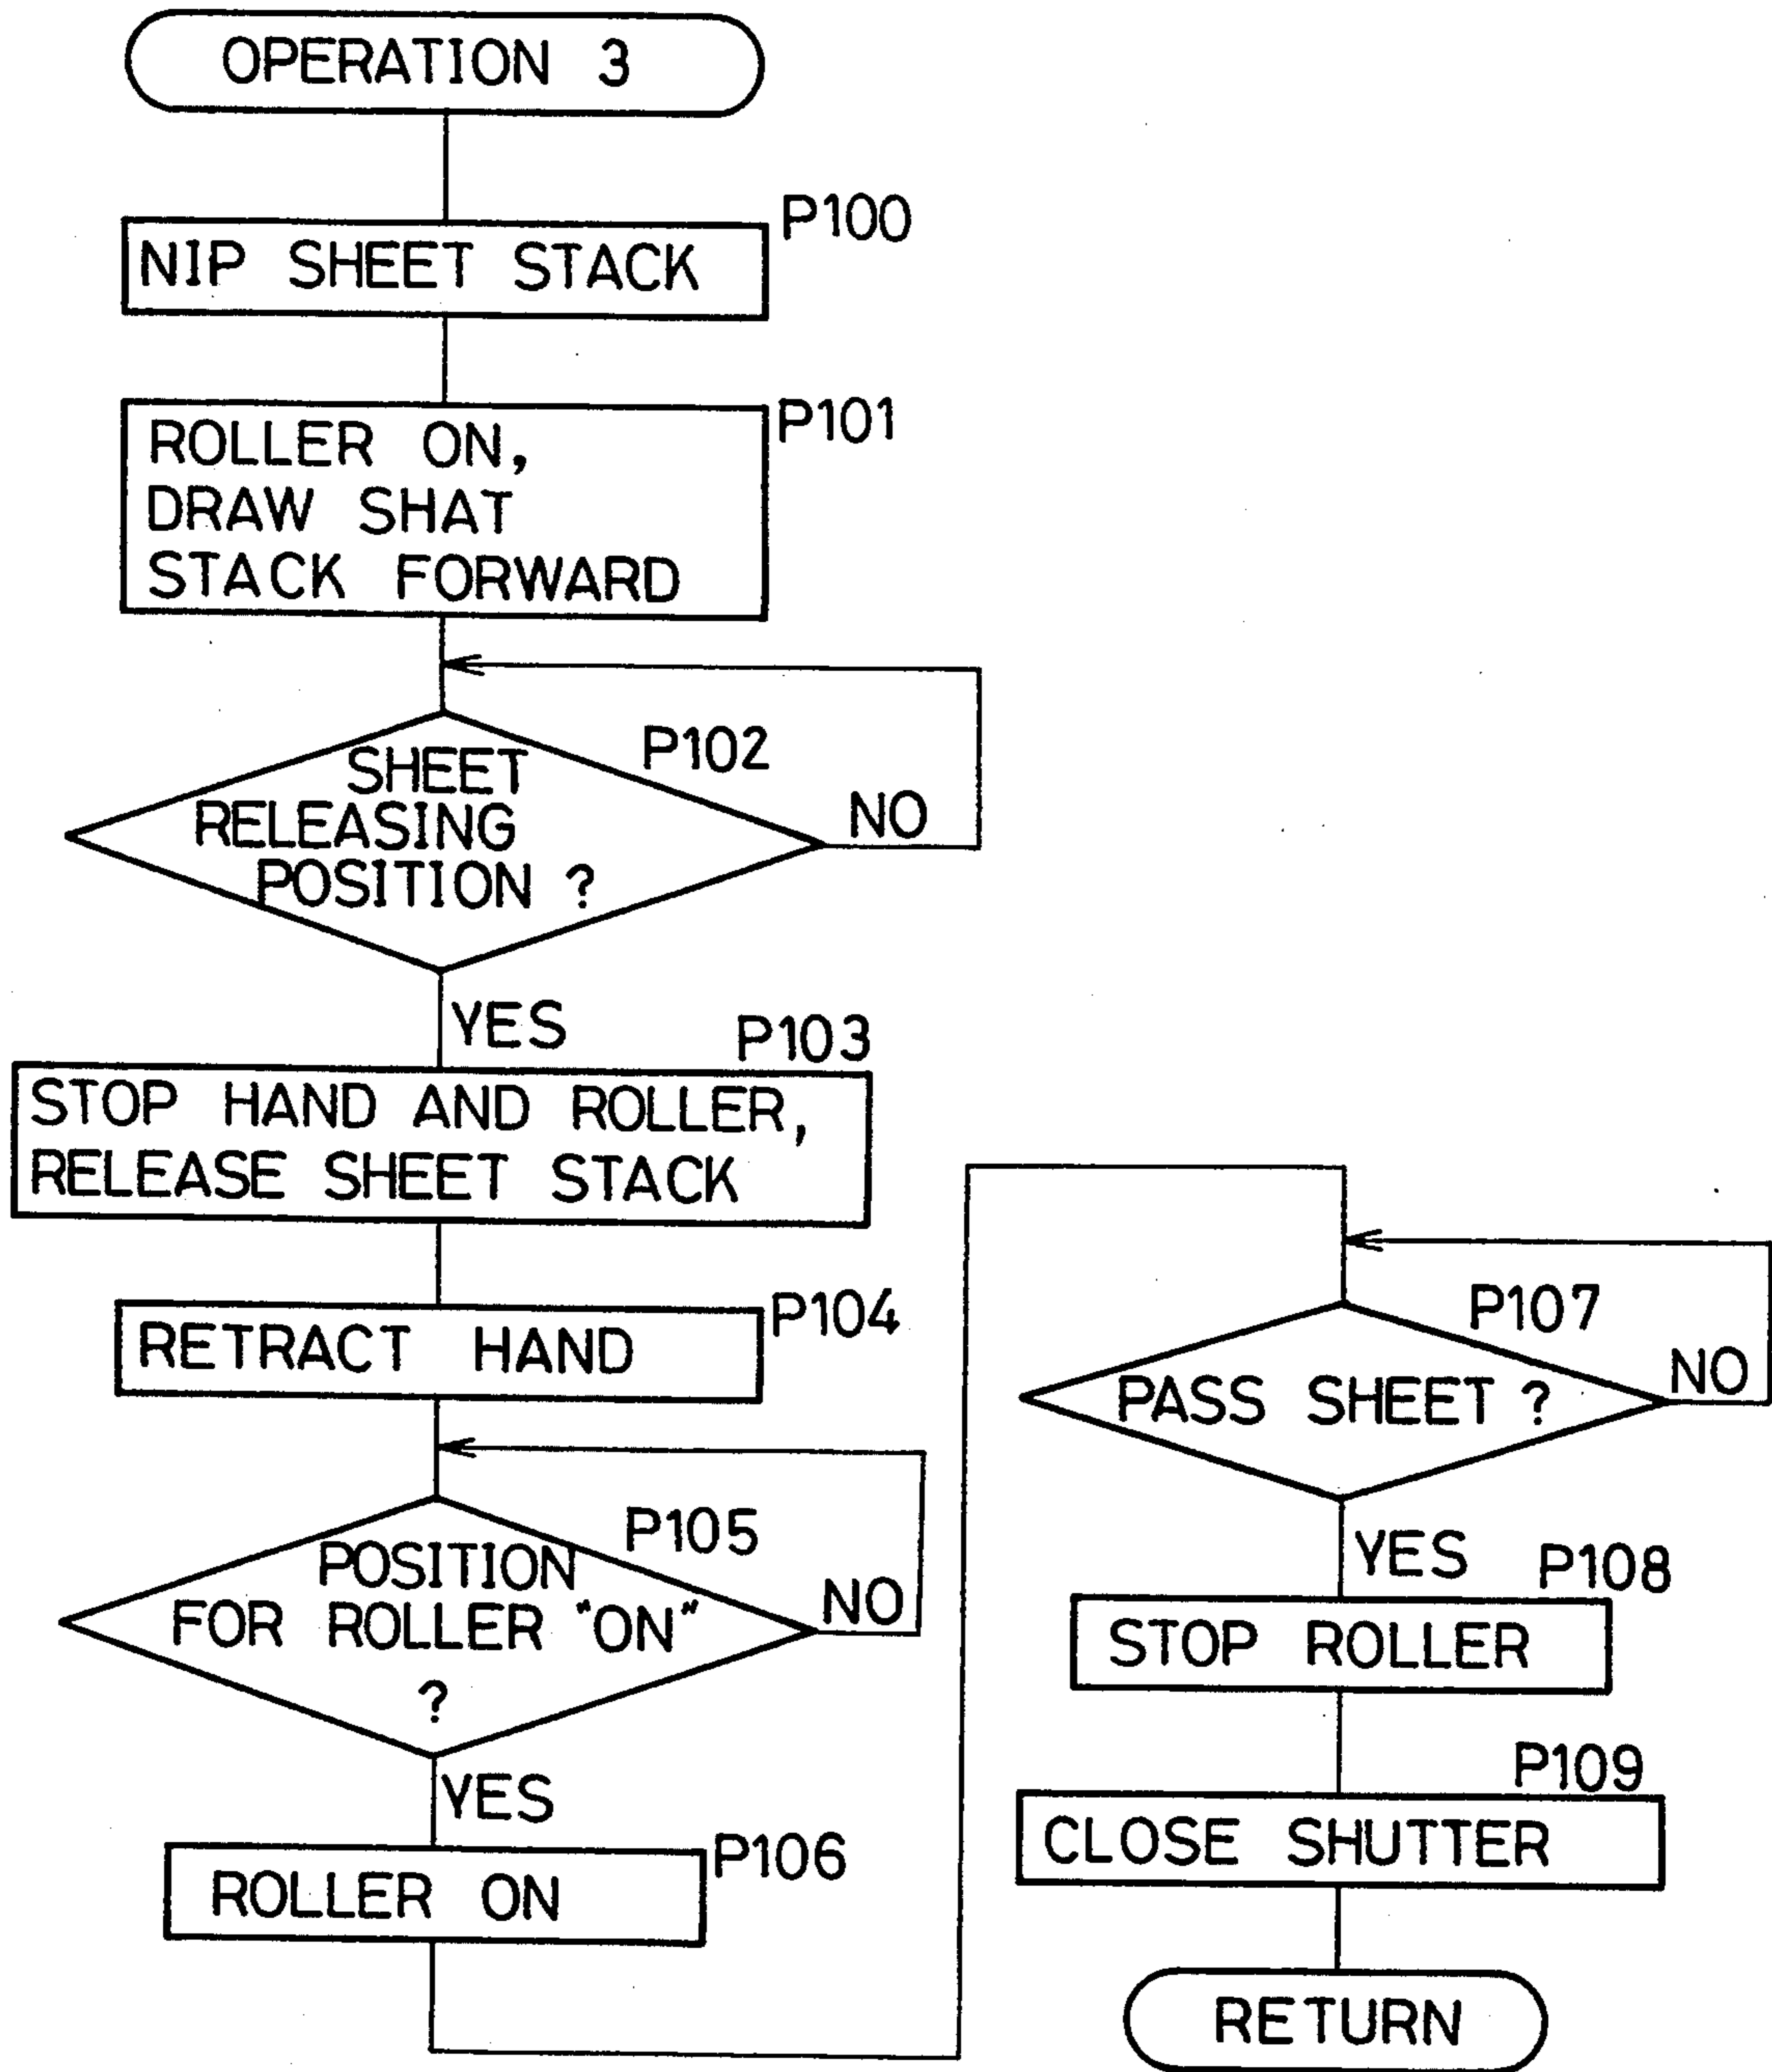 OPERATION 3
P100
NIP SHEET STACK
P101
ROLLER ON,
DRAW SHAT
STACK FORWARD
P102
SHEET
RELEASING
POSITION ?
NO
YES
P103
STOP HAND AND ROLLER,
RELEASE SHEET STACK
P104
RETRACT HAND
P105
POSITION
FOR ROLLER "ON"
?
NO
YES
P106
ROLLER ON
P107
PASS SHEET ?
NO
YES
P108
STOP ROLLER
P109
CLOSE SHUTTER
RETURN